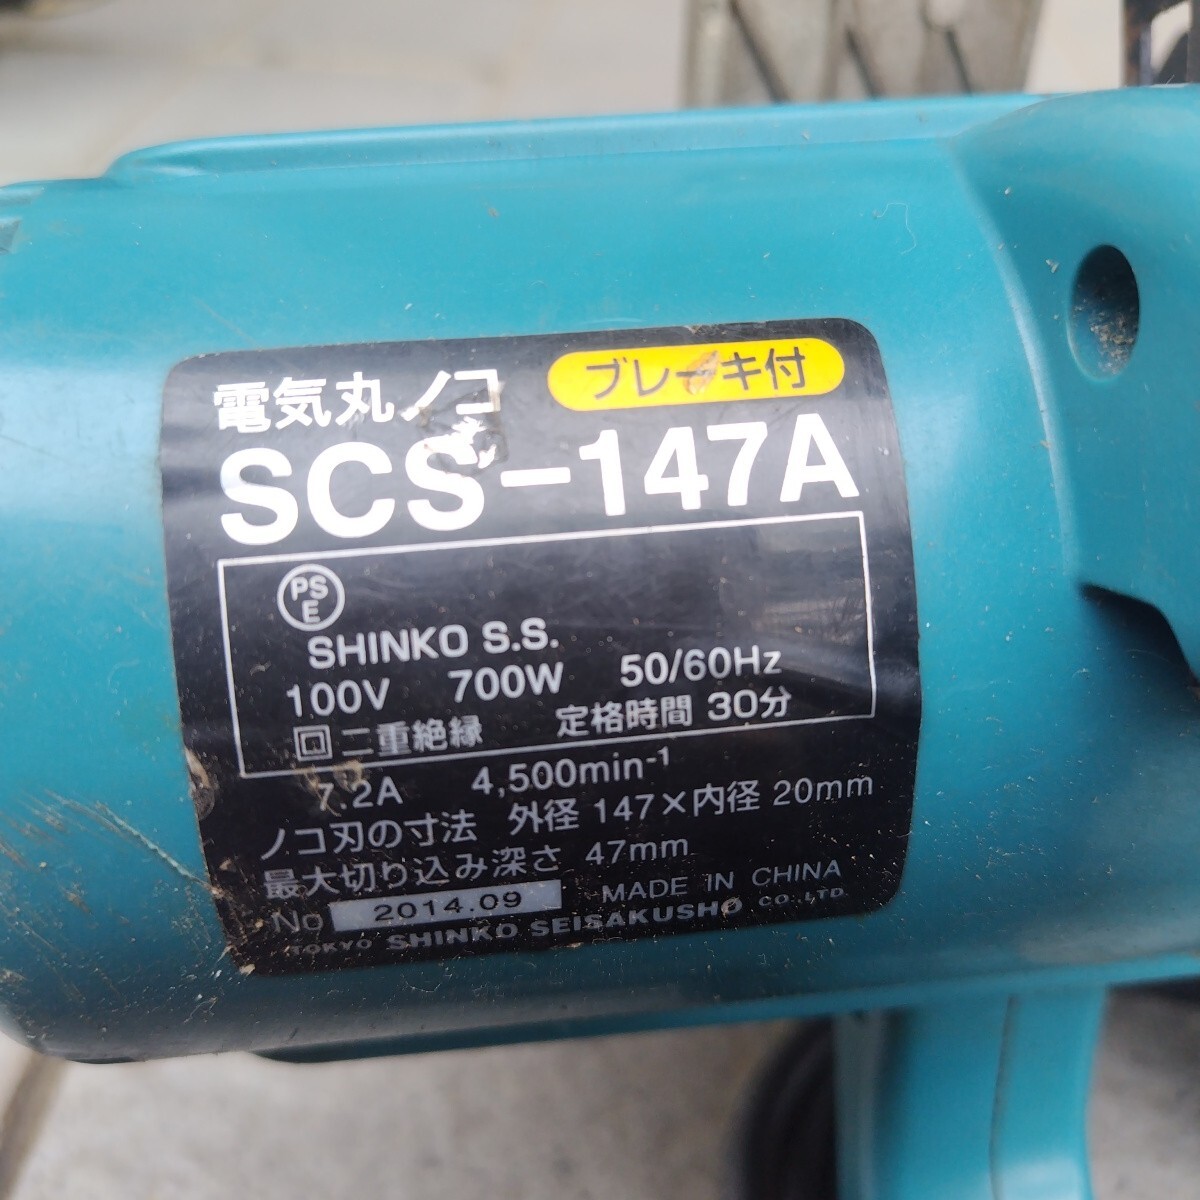 電気丸ノコ ブレーキ付
SCS-147A
PS
E
SHINKO S.S.
100V 700W 50/60Hz
回 二重絶縁 定格時間 30分
7.2A 4,500min⁻¹
ノコ刃の寸法 外径 147×内径 20mm
最大切り込み深さ 47mm
No 2014.09 MADE IN CHINA
TOKYO SHINKO SEISAKUSHO CO.,LTD